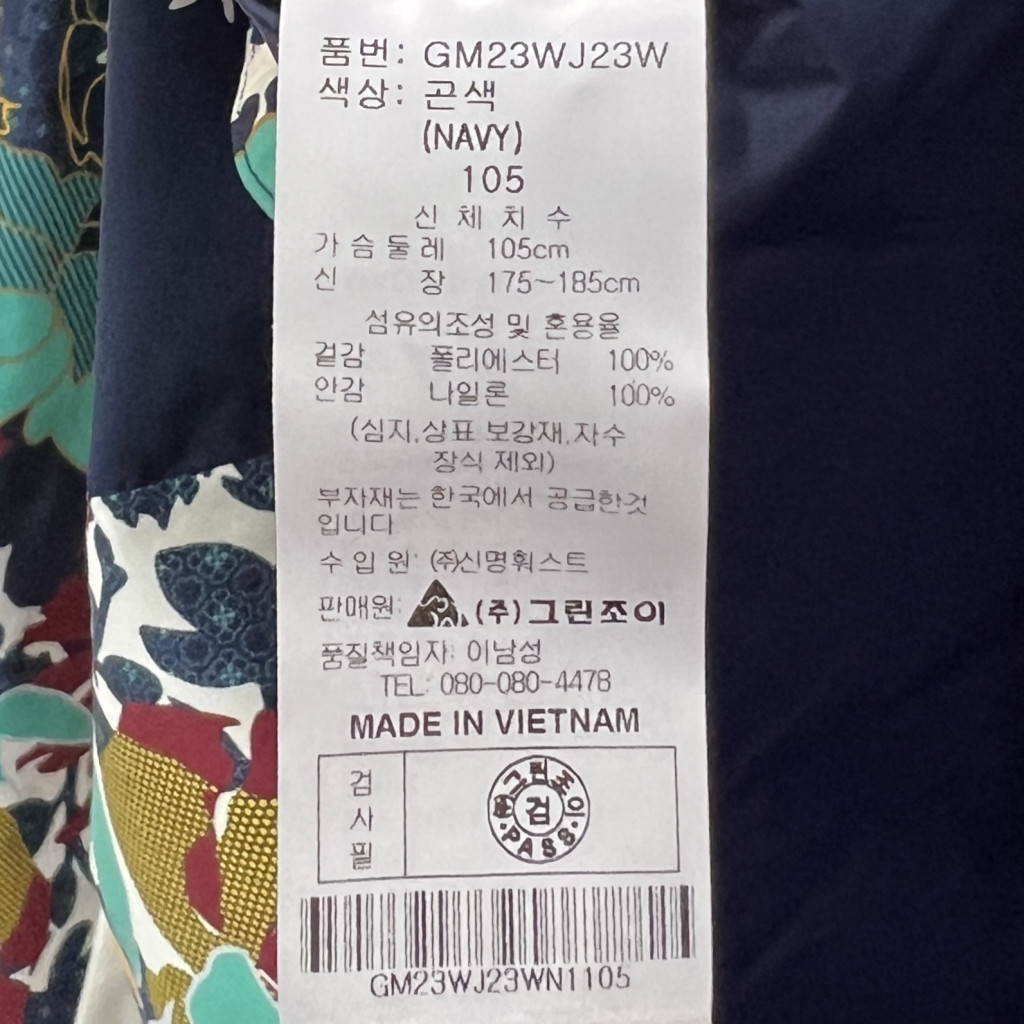 품번: GM23WJ23W
색상: 곤색
(NAVY)
105
신 체 치 수
가 슴 둘 레 105cm
신 장 175~185cm
섬유의조성 및 혼용율
겉감 폴리에스터 100%
안감 나일론 100%
(심지,상표 보강재,자수
장식 제외)
부자재는 한국에서 공급한것
입니다
수 입 원: (주)신명훠스트
판매원: (주)그린조이
품질책임자: 이남성
TEL: 080-080-4478
MADE IN VIETNAM
검
사
필
그린조이
검
PASS
GM23WJ23WN1105